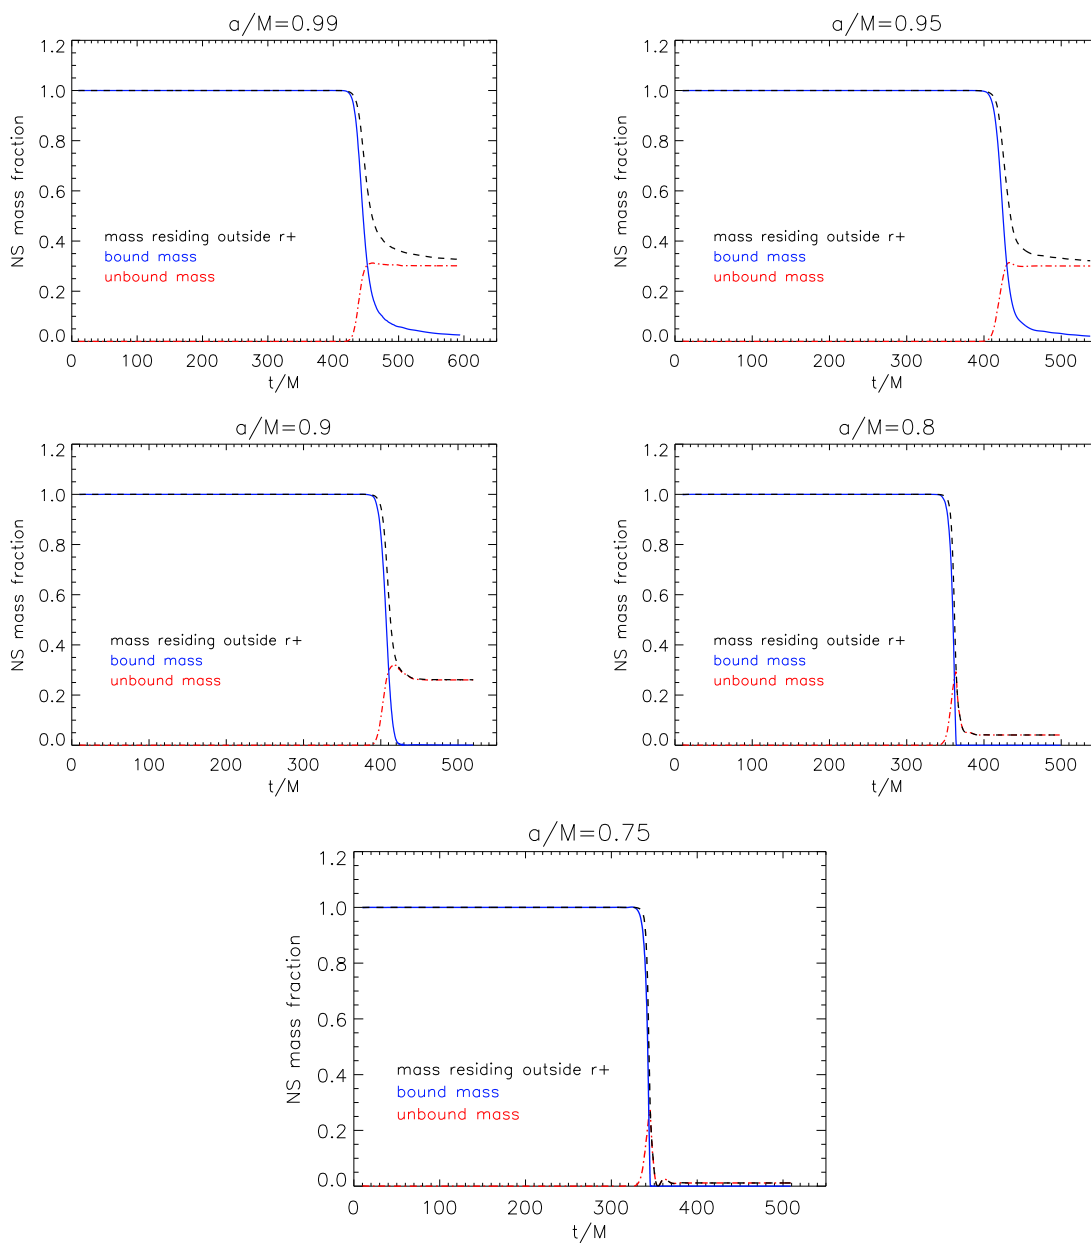 a/M=0.99
1.2
1.0
0.8
0.6
0.4
0.2
0.0
NS mass fraction
mass residing outside r+
bound mass
unbound mass
0 100 200 300 400 500 600
t/M
a/M=0.95
1.2
1.0
0.8
0.6
0.4
0.2
0.0
NS mass fraction
mass residing outside r+
bound mass
unbound mass
0 100 200 300 400 500
t/M
a/M=0.9
1.2
1.0
0.8
0.6
0.4
0.2
0.0
NS mass fraction
mass residing outside r+
bound mass
unbound mass
0 100 200 300 400 500
t/M
a/M=0.8
1.2
1.0
0.8
0.6
0.4
0.2
0.0
NS mass fraction
mass residing outside r+
bound mass
unbound mass
0 100 200 300 400 500
t/M
a/M=0.75
1.2
1.0
0.8
0.6
0.4
0.2
0.0
NS mass fraction
mass residing outside r+
bound mass
unbound mass
0 100 200 300 400 500
t/M